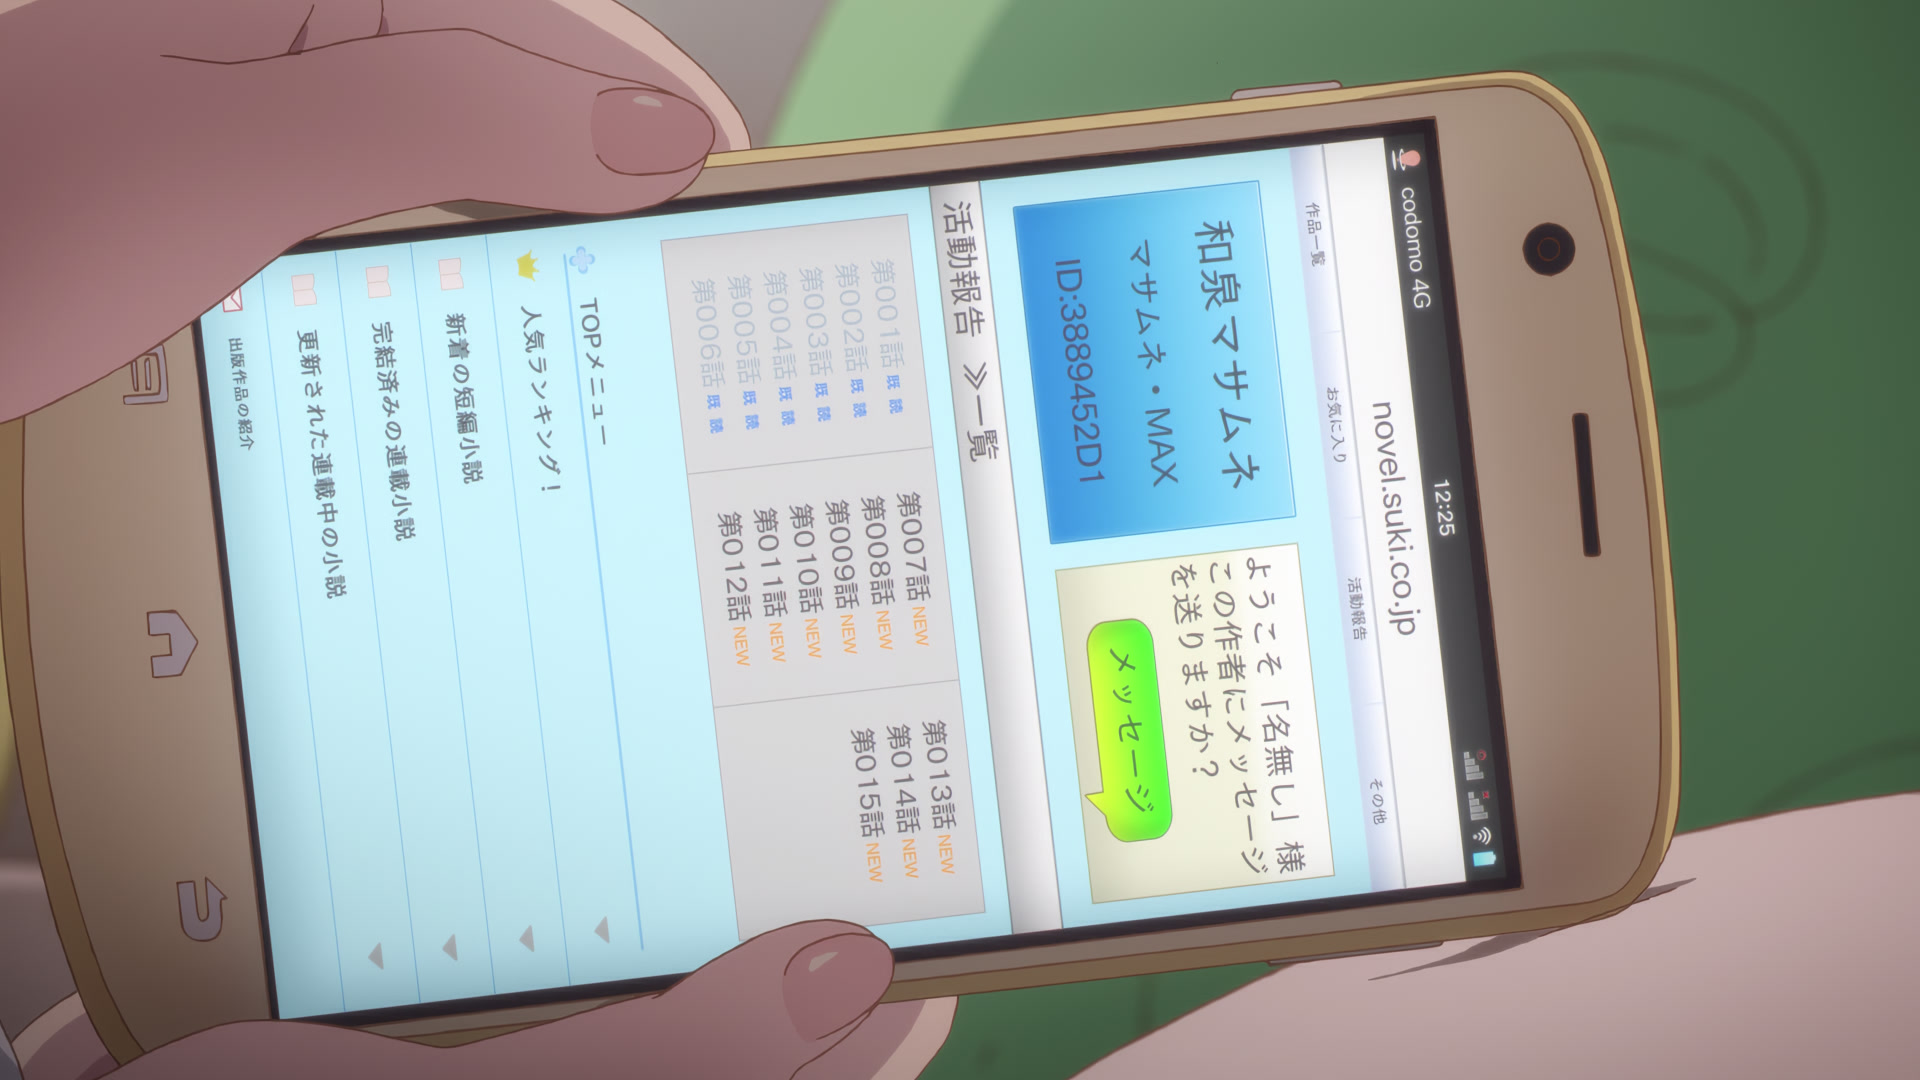 codomo 4G 12:25
novel.suki.co.jp
作品一覧 お気に入り 活動報告 その他
和泉マサムネ
マサムネ・MAX
ID:3889452D1
ようこそ「名無し」様
この作者にメッセージ
を送りますか?
メッセージ
活動報告 ≫一覧
第001話 既読
第002話 既読
第003話 既読
第004話 既読
第005話 既読
第006話 既読
第007話 NEW
第008話 NEW
第009話 NEW
第010話 NEW
第011話 NEW
第012話 NEW
第013話 NEW
第014話 NEW
第015話 NEW
TOPメニュー
人気ランキング!
新着の短編小説
完結済みの連載小説
更新された連載中の小説
出版作品の紹介